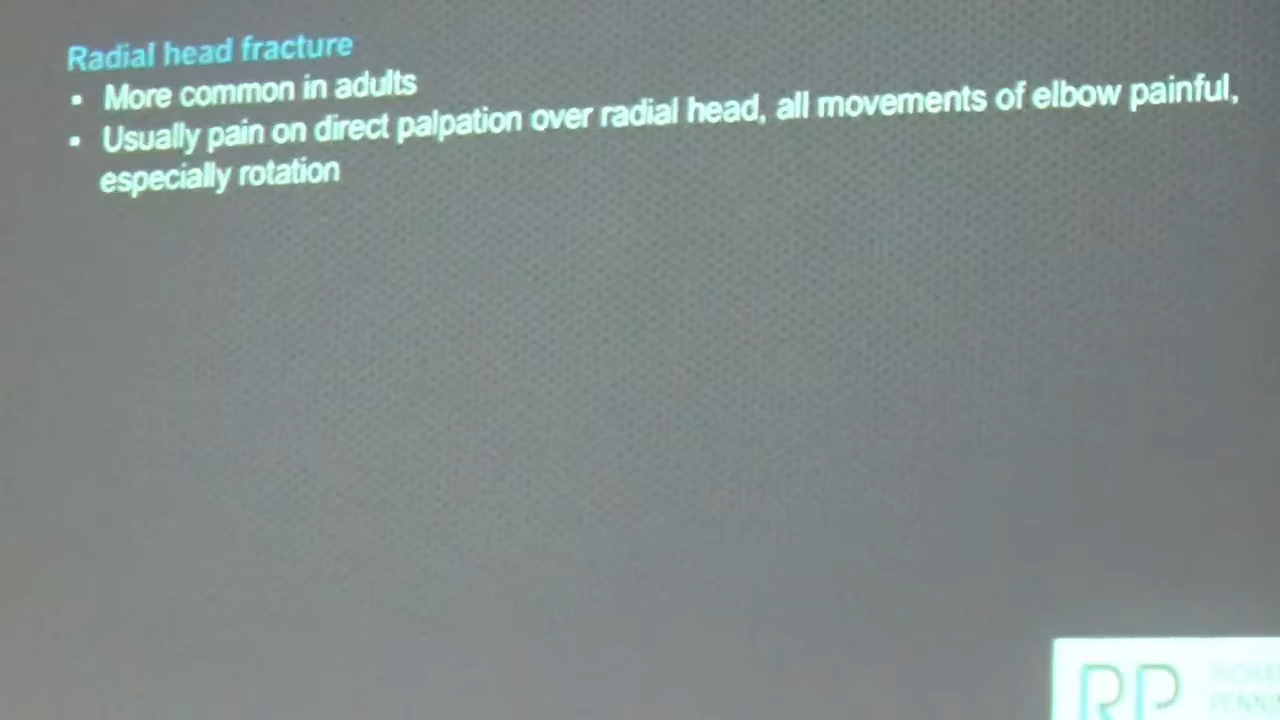 Radial head fracture
• More common in adults
• Usually pain on direct palpation over radial head, all movements of elbow painful,
especially rotation
RP